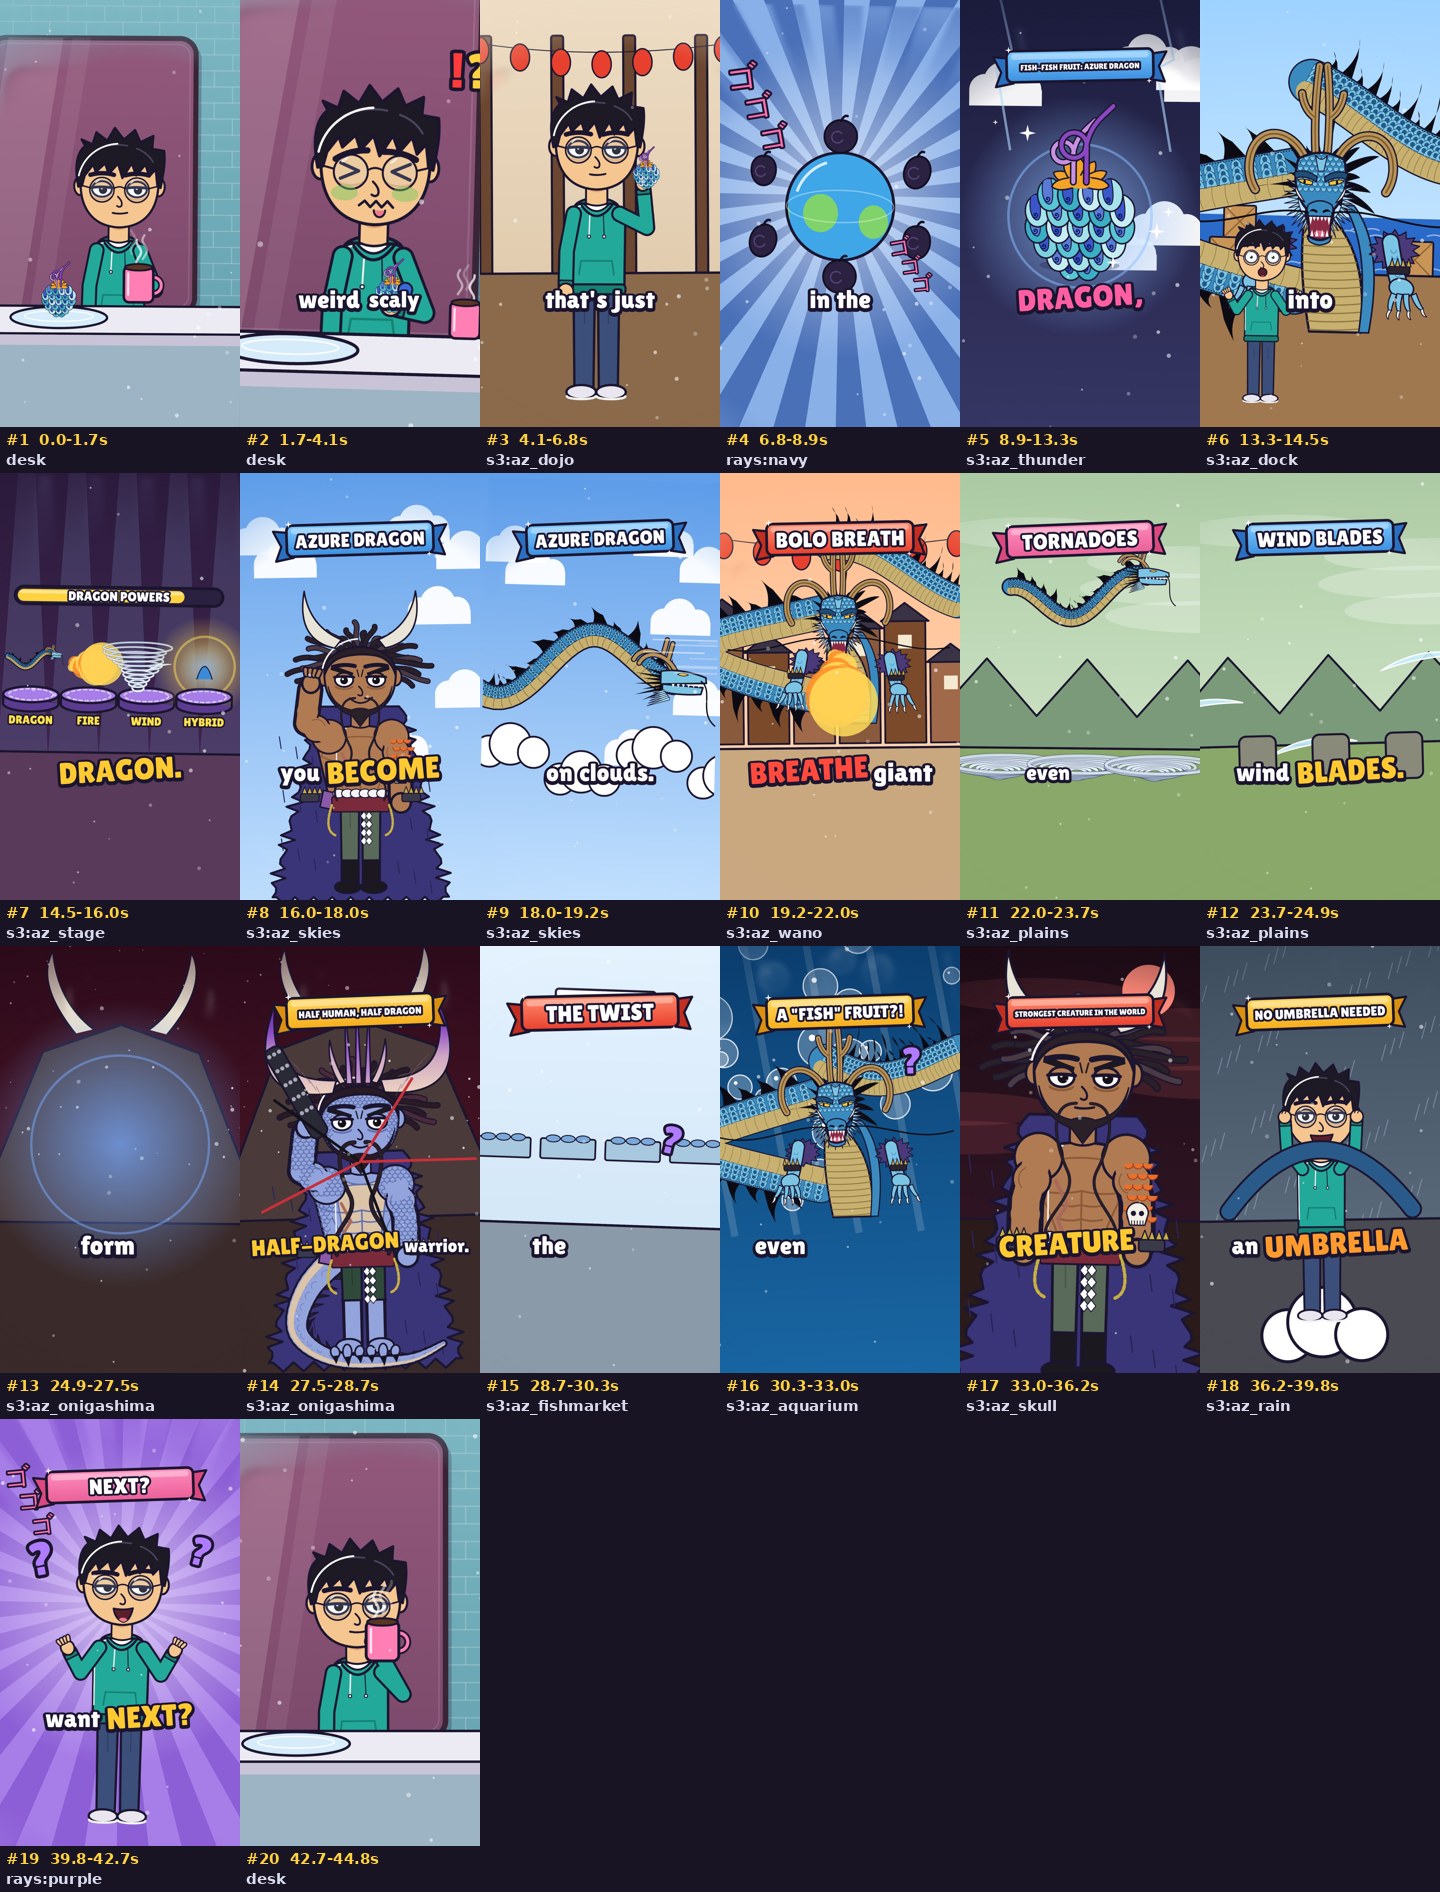 !?
weird scaly
that's just
ゴゴゴ
in the
ゴゴゴ
FISH-FISH FRUIT: AZURE DRAGON
DRAGON,
into
#1 0.0-1.7s
desk
#2 1.7-4.1s
desk
#3 4.1-6.8s
s3:az_dojo
#4 6.8-8.9s
rays:navy
#5 8.9-13.3s
s3:az_thunder
#6 13.3-14.5s
s3:az_dock
DRAGON POWERS
DRAGON
FIRE
WIND
HYBRID
DRAGON.
AZURE DRAGON
you BECOME
AZURE DRAGON
on clouds.
BOLO BREATH
BREATHE giant
TORNADOES
even
WIND BLADES
wind BLADES.
#7 14.5-16.0s
s3:az_stage
#8 16.0-18.0s
s3:az_skies
#9 18.0-19.2s
s3:az_skies
#10 19.2-22.0s
s3:az_wano
#11 22.0-23.7s
s3:az_plains
#12 23.7-24.9s
s3:az_plains
form
HALF HUMAN, HALF DRAGON
HALF-DRAGON warrior.
THE TWIST
?
the
A "FISH" FRUIT?!
?
even
STRONGEST CREATURE IN THE WORLD
CREATURE
NO UMBRELLA NEEDED
an UMBRELLA
#13 24.9-27.5s
s3:az_onigashima
#14 27.5-28.7s
s3:az_onigashima
#15 28.7-30.3s
s3:az_fishmarket
#16 30.3-33.0s
s3:az_aquarium
#17 33.0-36.2s
s3:az_skull
#18 36.2-39.8s
s3:az_rain
ゴゴゴ
NEXT?
?
?
want NEXT?
#19 39.8-42.7s
rays:purple
#20 42.7-44.8s
desk